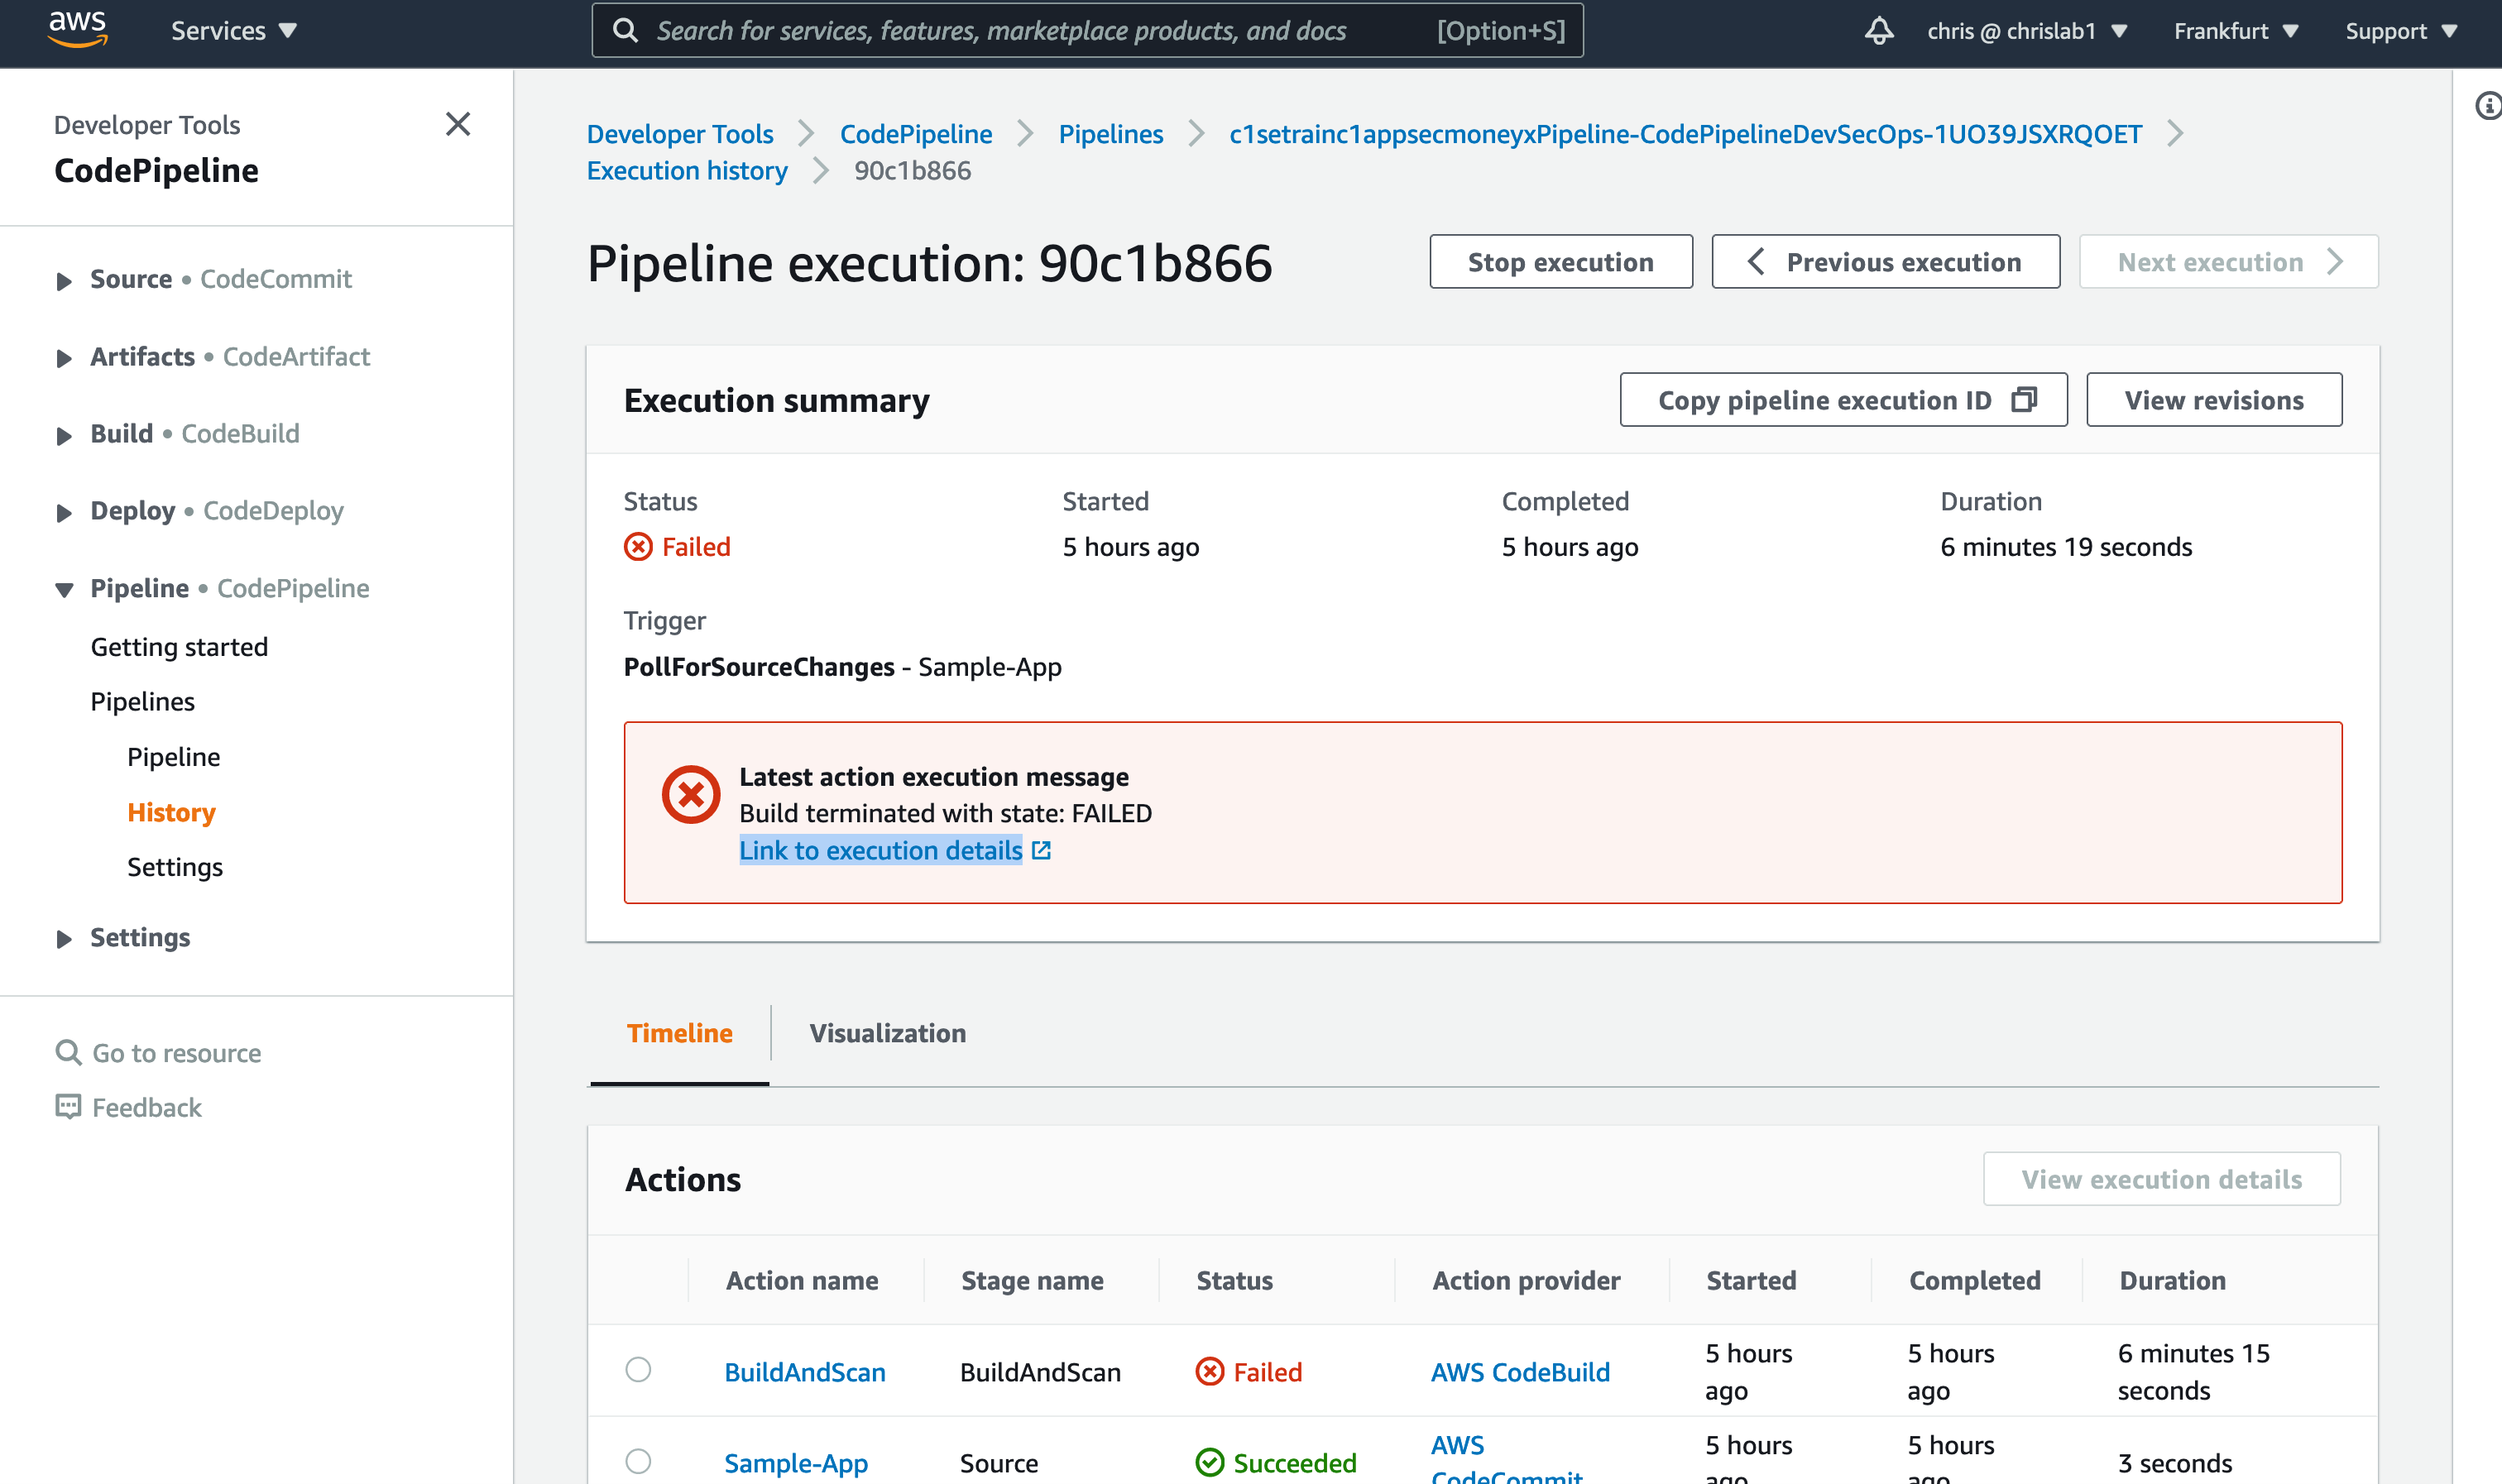 aws
Services
Search for services, features, marketplace products, and docs [Option+S]
chris @ chrislab1
Frankfurt
Support
Developer Tools
CodePipeline
Source • CodeCommit
Artifacts • CodeArtifact
Build • CodeBuild
Deploy • CodeDeploy
Pipeline • CodePipeline
Getting started
Pipelines
Pipeline
History
Settings
Settings
Go to resource
Feedback
Developer Tools CodePipeline Pipelines c1setrainc1appsecmoneyxPipeline-CodePipelineDevSecOps-1UO39JSXRQOET
Execution history 90c1b866
Pipeline execution: 90c1b866
Stop execution
Previous execution
Next execution
Execution summary
Copy pipeline execution ID
View revisions
Status Started Completed Duration
Failed 5 hours ago 5 hours ago 6 minutes 19 seconds
Trigger
PollForSourceChanges - Sample-App
Latest action execution message
Build terminated with state: FAILED
Link to execution details
Timeline
Visualization
Actions
View execution details
Action name Stage name Status Action provider Started Completed Duration
BuildAndScan BuildAndScan Failed AWS CodeBuild 5 hours ago 5 hours ago 6 minutes 15 seconds
Sample-App Source Succeeded AWS CodeCommit 5 hours ago 5 hours ago 3 seconds